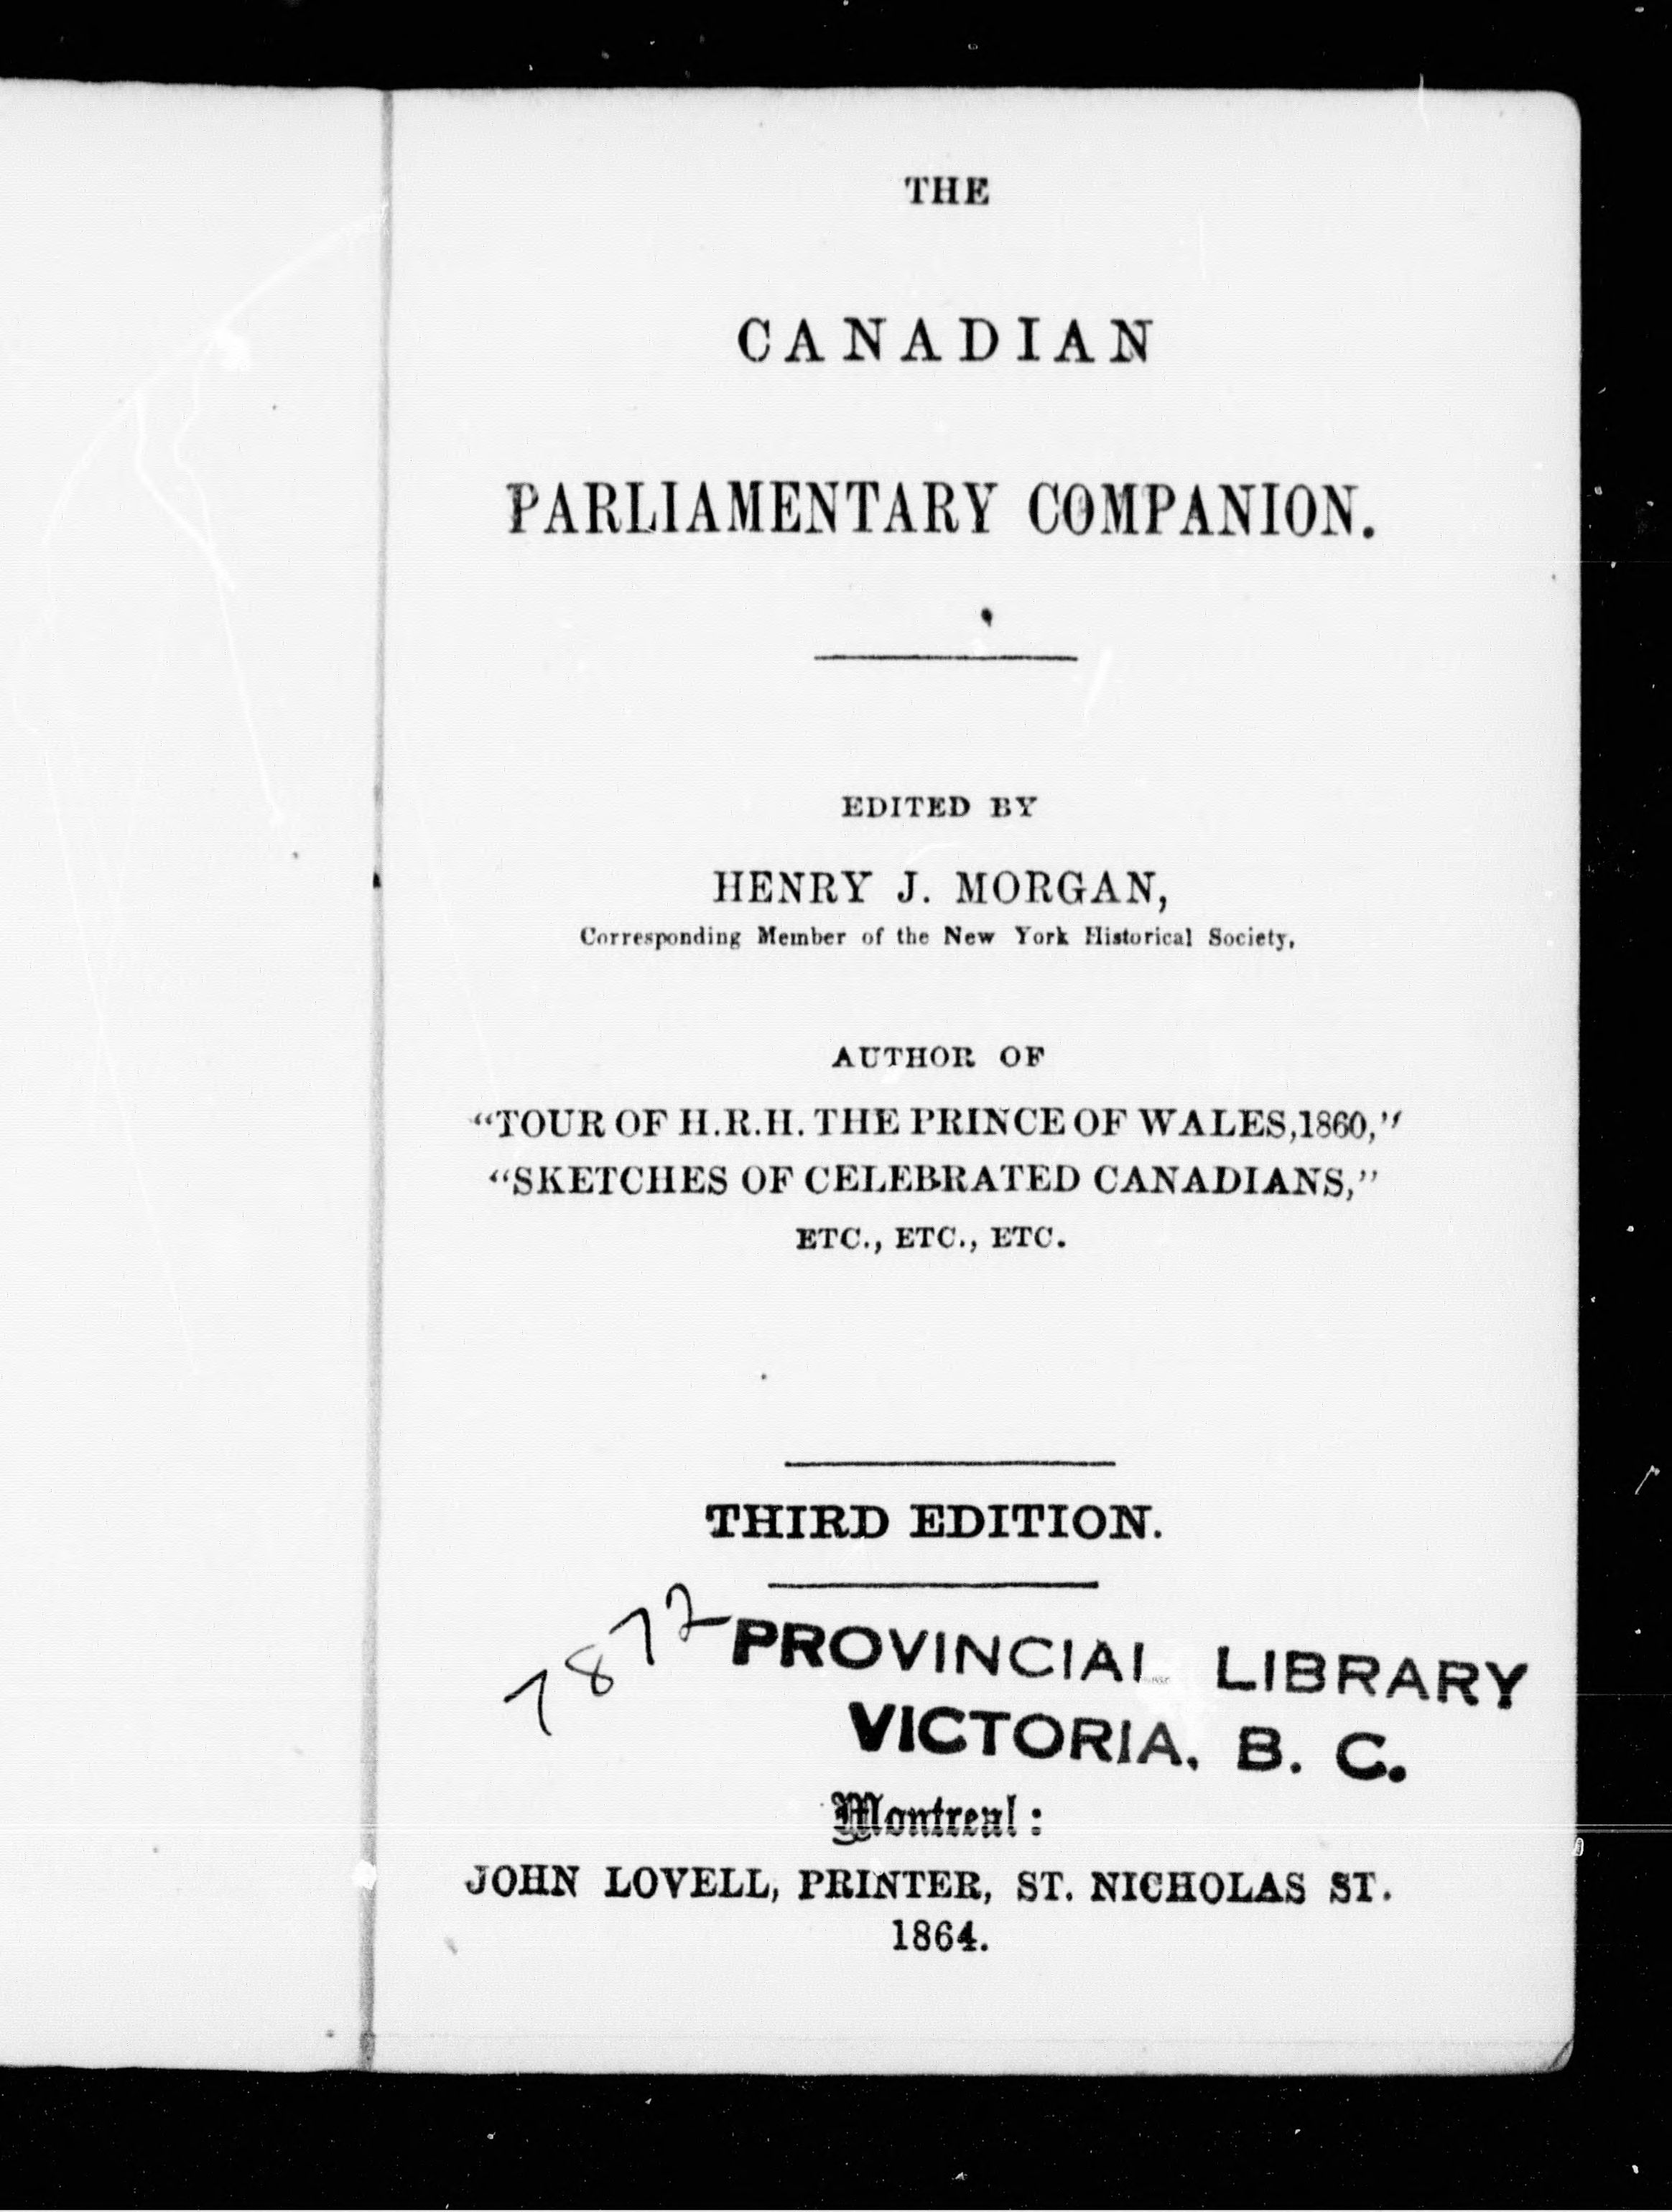 THE
CANADIAN
PARLIAMENTARY COMPANION.
EDITED BY
HENRY J. MORGAN,
Corresponding Member of the New York Historical Society,
AUTHOR OF
"TOUR OF H.R.H. THE PRINCE OF WALES, 1860,"
"SKETCHES OF CELEBRATED CANADIANS,"
ETC., ETC., ETC.
THIRD EDITION.
7872
PROVINCIAL LIBRARY
VICTORIA, B. C.
Montreal:
JOHN LOVELL, PRINTER, ST. NICHOLAS ST.
1864.